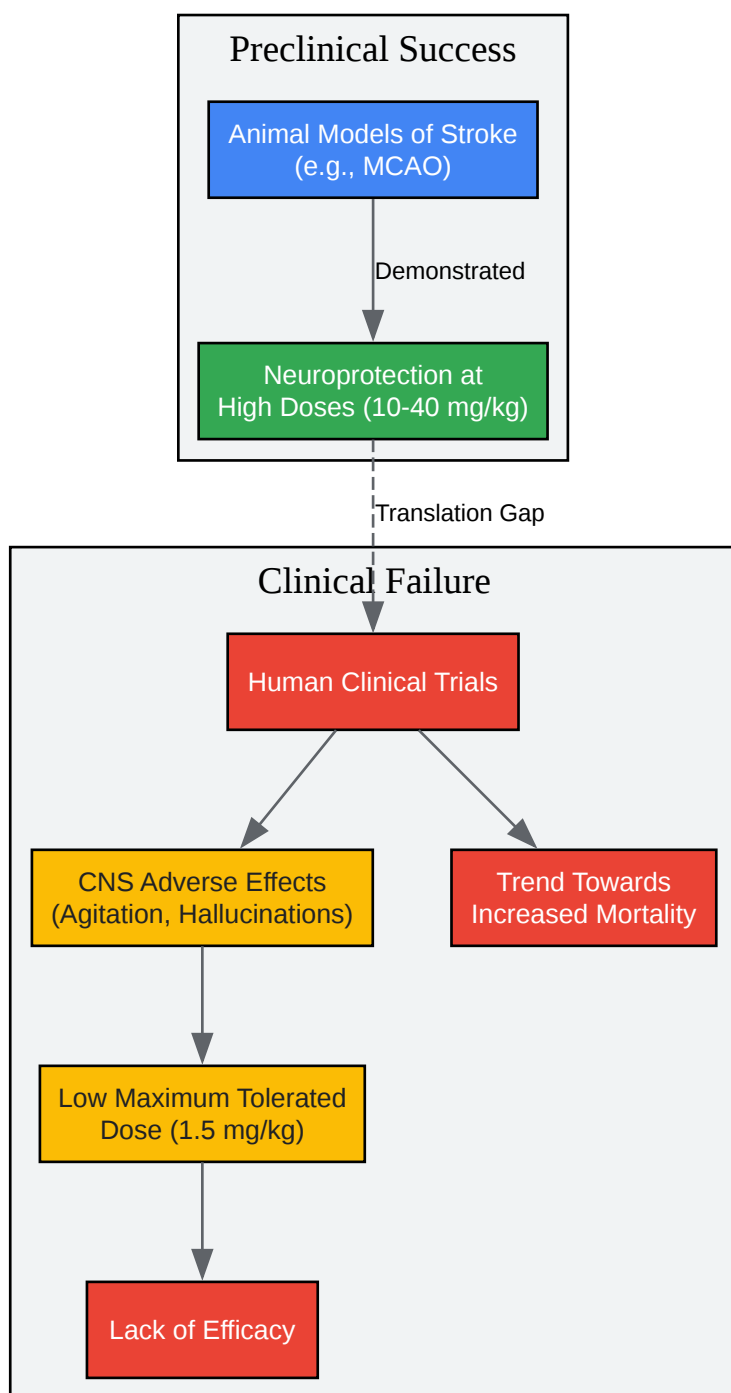 Preclinical Success
Animal Models of Stroke
(e.g., MCAO)
Demonstrated
Neuroprotection at
High Doses (10-40 mg/kg)
Translation Gap
Clinical Failure
Human Clinical Trials
CNS Adverse Effects
(Agitation, Hallucinations)
Trend Towards
Increased Mortality
Low Maximum Tolerated
Dose (1.5 mg/kg)
Lack of Efficacy